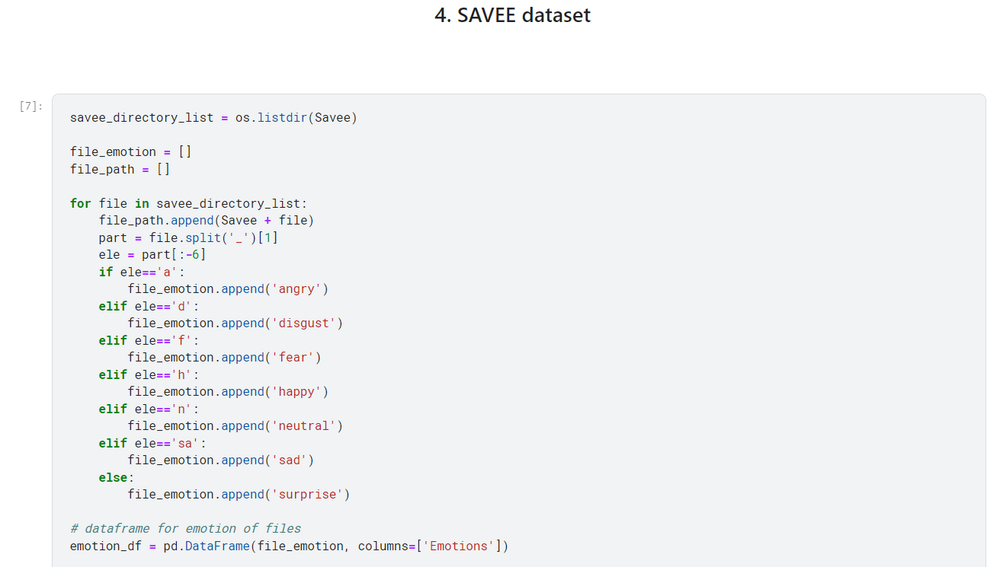 4. SAVEE dataset
[7]:
savee_directory_list = os.listdir(Savee)
file_emotion = []
file_path = []
for file in savee_directory_list:
    file_path.append(Savee + file)
    part = file.split('_')[1]
    ele = part[:-6]
    if ele=='a':
        file_emotion.append('angry')
    elif ele=='d':
        file_emotion.append('disgust')
    elif ele=='f':
        file_emotion.append('fear')
    elif ele=='h':
        file_emotion.append('happy')
    elif ele=='n':
        file_emotion.append('neutral')
    elif ele=='sa':
        file_emotion.append('sad')
    else:
        file_emotion.append('surprise')
# dataframe for emotion of files
emotion_df = pd.DataFrame(file_emotion, columns=['Emotions'])